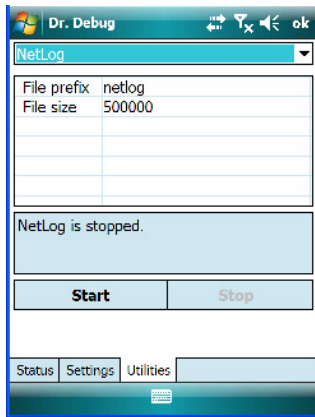 Dr. Debug ok
NetLog
File prefix netlog
File size 500000
NetLog is stopped.
Start Stop
Status Settings Utilities